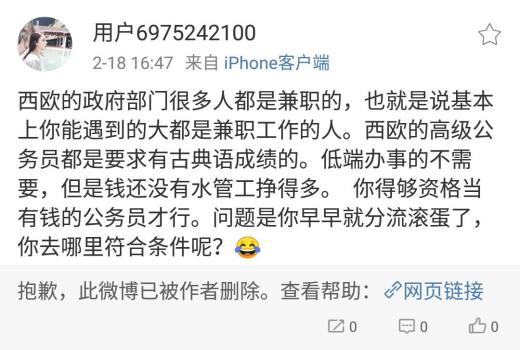 用户6975242100
2-18 16:47 来自 iPhone客户端
西欧的政府部门很多人都是兼职的，也就是说基本
上你能遇到的大都是兼职工作的人。西欧的高级公
务员都是要求有古典语成绩的。低端办事的不需
要，但是钱还没有水管工挣得多。 你得够资格当
有钱的公务员才行。问题是你早早就分流滚蛋了，
你去哪里符合条件呢？😂
抱歉，此微博已被作者删除。查看帮助：网页链接
0 0 0